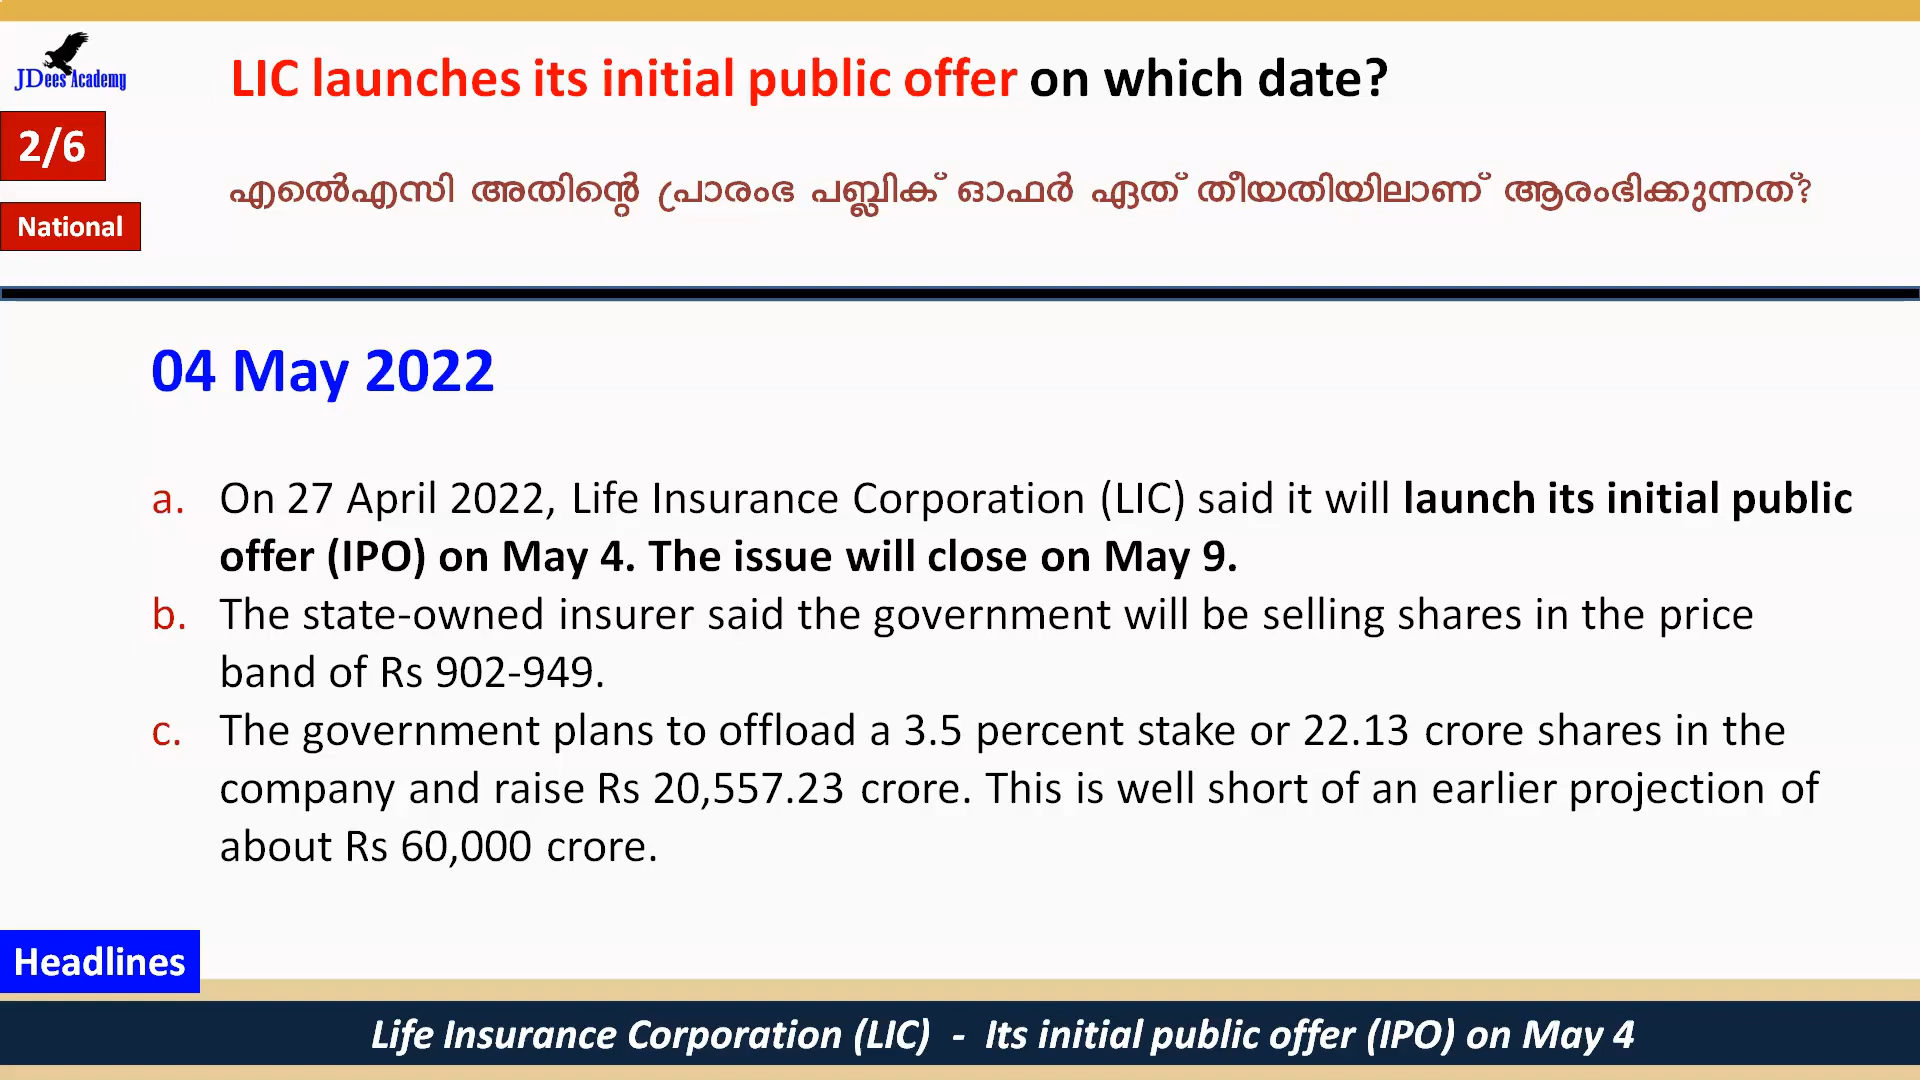 JDees Academy
LIC launches its initial public offer on which date?
2/6
എൽഎസി അതിന്റെ പ്രാരംഭ പബ്ലിക് ഓഫർ ഏത് തീയതിയിലാണ് ആരംഭിക്കുന്നത്?
National
04 May 2022
a. On 27 April 2022, Life Insurance Corporation (LIC) said it will launch its initial public
offer (IPO) on May 4. The issue will close on May 9.
b. The state-owned insurer said the government will be selling shares in the price
band of Rs 902-949.
c. The government plans to offload a 3.5 percent stake or 22.13 crore shares in the
company and raise Rs 20,557.23 crore. This is well short of an earlier projection of
about Rs 60,000 crore.
Headlines
Life Insurance Corporation (LIC) - Its initial public offer (IPO) on May 4